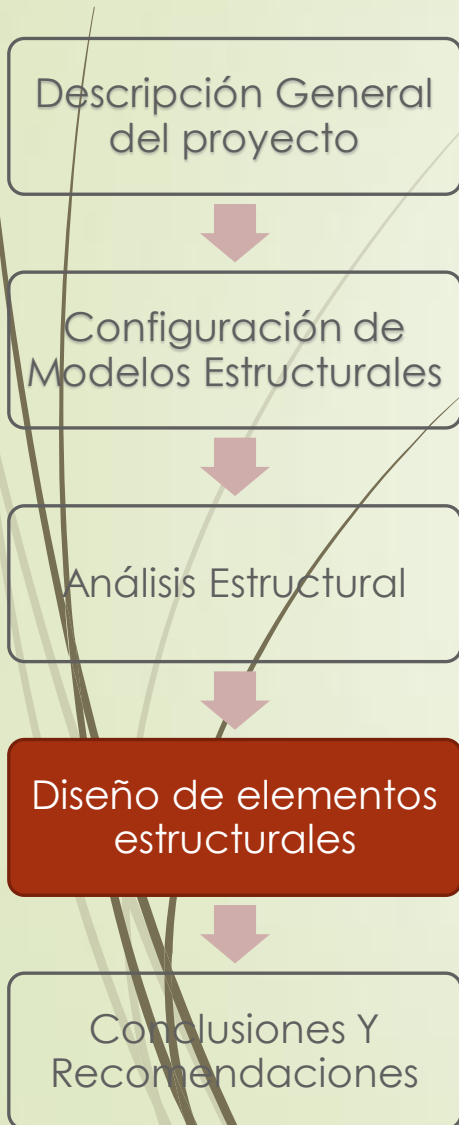 Descripción General
del proyecto
Configuración de
Modelos Estructurales
Análisis Estructural
Diseño de elementos
estructurales
Conclusiones Y
Recomendaciones